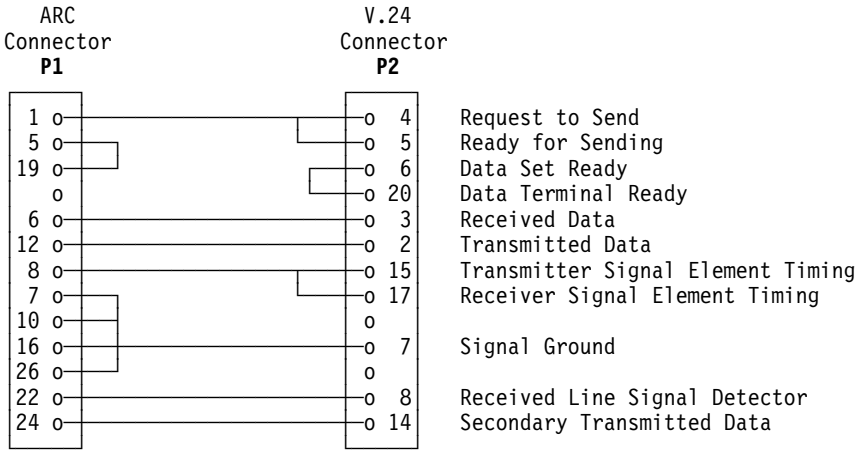 ARC V.24
Connector Connector
P1 P2
1 o o 4 Request to Send
5 o o 5 Ready for Sending
19 o o 6 Data Set Ready
o o 20 Data Terminal Ready
6 o o 3 Received Data
12 o o 2 Transmitted Data
8 o o 15 Transmitter Signal Element Timing
7 o o 17 Receiver Signal Element Timing
10 o o
16 o o 7 Signal Ground
26 o o
22 o o 8 Received Line Signal Detector
24 o o 14 Secondary Transmitted Data